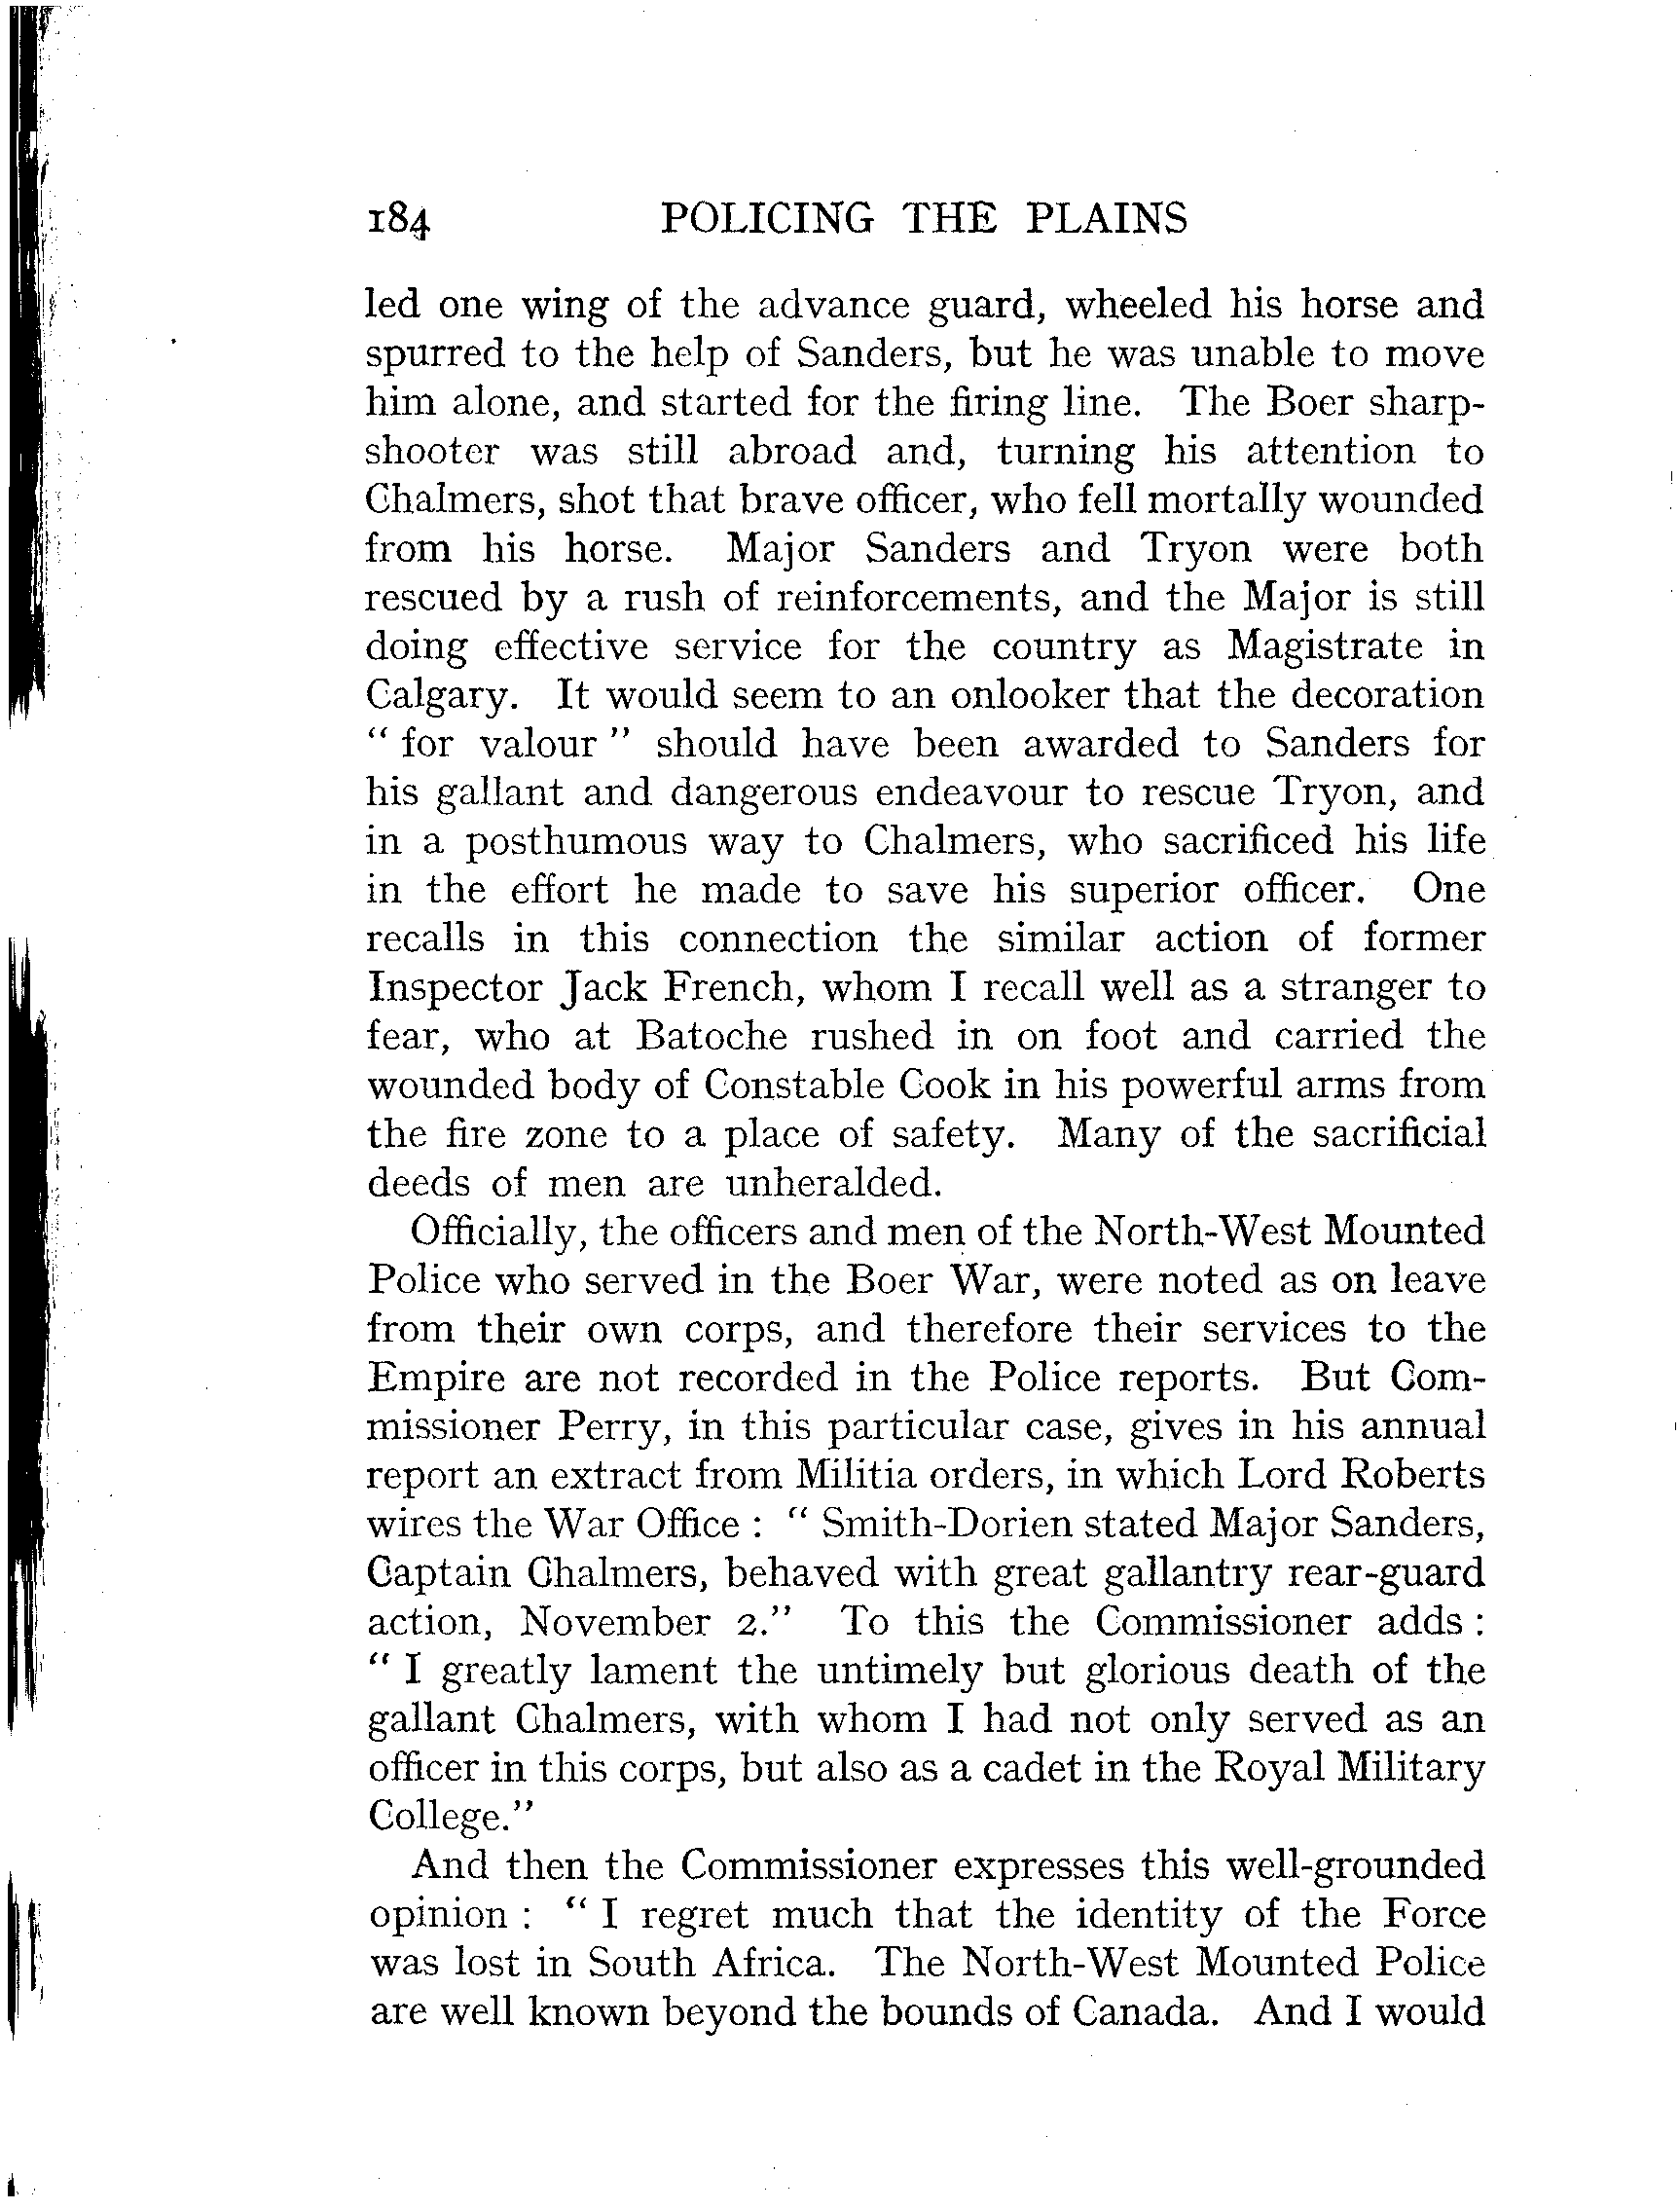 184 POLICING THE PLAINS
led one wing of the advance guard, wheeled his horse and
spurred to the help of Sanders, but he was unable to move
him alone, and started for the firing line. The Boer sharp-
shooter was still abroad and, turning his attention to
Chalmers, shot that brave officer, who fell mortally wounded
from his horse. Major Sanders and Tryon were both
rescued by a rush of reinforcements, and the Major is still
doing effective service for the country as Magistrate in
Calgary. It would seem to an onlooker that the decoration
" for valour " should have been awarded to Sanders for
his gallant and dangerous endeavour to rescue Tryon, and
in a posthumous way to Chalmers, who sacrificed his life
in the effort he made to save his superior officer. One
recalls in this connection the similar action of former
Inspector Jack French, whom I recall well as a stranger to
fear, who at Batoche rushed in on foot and carried the
wounded body of Constable Cook in his powerful arms from
the fire zone to a place of safety. Many of the sacrificial
deeds of men are unheralded.
Officially, the officers and men of the North-West Mounted
Police who served in the Boer War, were noted as on leave
from their own corps, and therefore their services to the
Empire are not recorded in the Police reports. But Com-
missioner Perry, in this particular case, gives in his annual
report an extract from Militia orders, in which Lord Roberts
wires the War Office : " Smith-Dorien stated Major Sanders,
Captain Chalmers, behaved with great gallantry rear-guard
action, November 2." To this the Commissioner adds :
" I greatly lament the untimely but glorious death of the
gallant Chalmers, with whom I had not only served as an
officer in this corps, but also as a cadet in the Royal Military
College."
And then the Commissioner expresses this well-grounded
opinion : " I regret much that the identity of the Force
was lost in South Africa. The North-West Mounted Police
are well known beyond the bounds of Canada. And I would